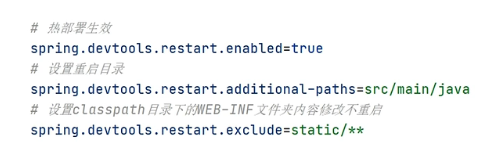 # 热部署生效
spring.devtools.restart.enabled=true
# 设置重启目录
spring.devtools.restart.additional-paths=src/main/java
# 设置classpath目录下的WEB-INF文件夹内容修改不重启
spring.devtools.restart.exclude=static/**